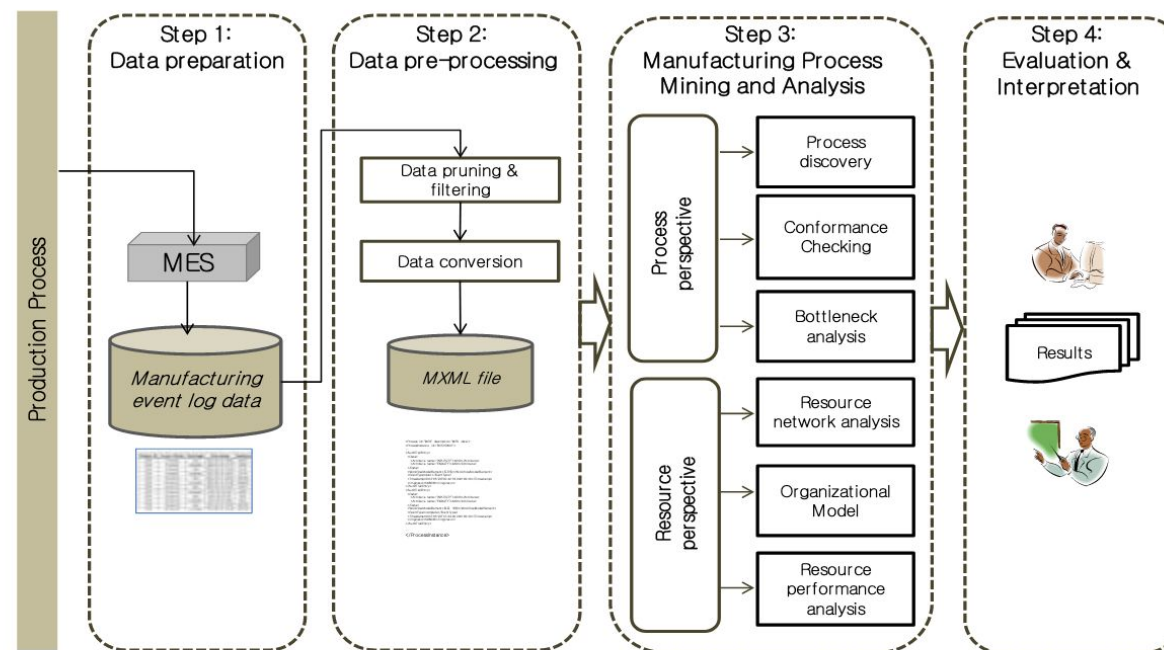 Production Process
Step 1:
Data preparation
MES
Manufacturing
event log data
Step 2:
Data pre-processing
Data pruning &
filtering
Data conversion
MXML file
</ProcessInstance>
Step 3:
Manufacturing Process
Mining and Analysis
Process
perspective
Process
discovery
Conformance
Checking
Bottleneck
analysis
Resource
perspective
Resource
network analysis
Organizational
Model
Resource
performance
analysis
Step 4:
Evaluation &
Interpretation
Results